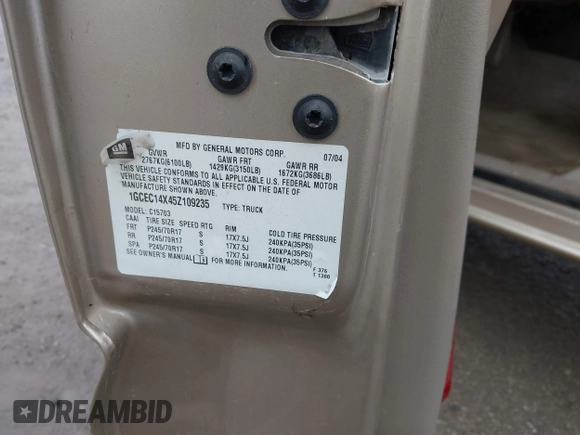 MFD BY GENERAL MOTORS CORP. 07/04
GM
GVWR GAWR FRT GAWR RR
2767KG(6100LB) 1429KG(3150LB) 1672KG(3686LB)
THIS VEHICLE CONFORMS TO ALL APPLICABLE U.S. FEDERAL MOTOR
VEHICLE SAFETY STANDARDS IN EFFECT ON THE DATE OF
MANUFACTURE SHOWN ABOVE.
1GCEC14X45Z109235 TYPE: TRUCK
MODEL: C15703
CAAI TIRE SIZE SPEED RTG RIM COLD TIRE PRESSURE
FRT P245/70R17 S 17X7.5J 240KPA(35PSI)
RR P245/70R17 S 17X7.5J 240KPA(35PSI)
SPA P245/70R17 S 17X7.5J 240KPA(35PSI)
SEE OWNER'S MANUAL FOR MORE INFORMATION.
F 376
T 1300
DREAMBID